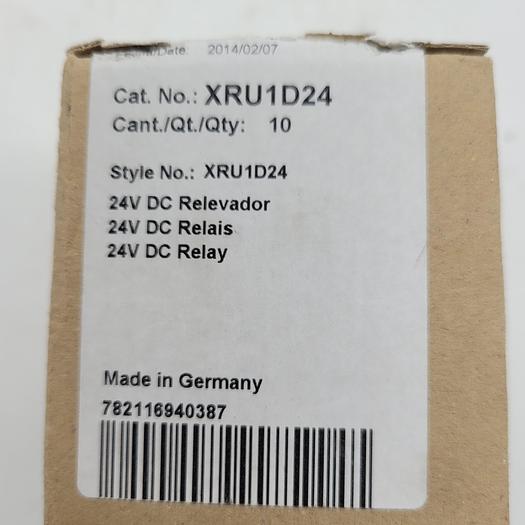 /Date: 2014/02/07
Cat. No.: XRU1D24
Cant./Qt./Qty: 10
Style No.: XRU1D24
24V DC Relevador
24V DC Relais
24V DC Relay
Made in Germany
782116940387